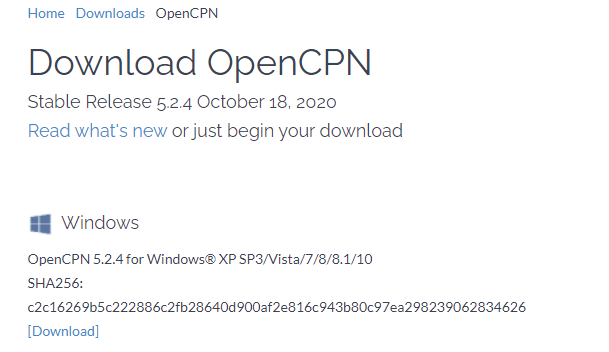 Home Downloads OpenCPN
Download OpenCPN
Stable Release 5.2.4 October 18, 2020
Read what's new or just begin your download
Windows
OpenCPN 5.2.4 for Windows® XP SP3/Vista/7/8/8.1/10
SHA256:
c2c16269b5c222886c2fb28640d900af2e816c943b80c97ea298239062834626
[Download]